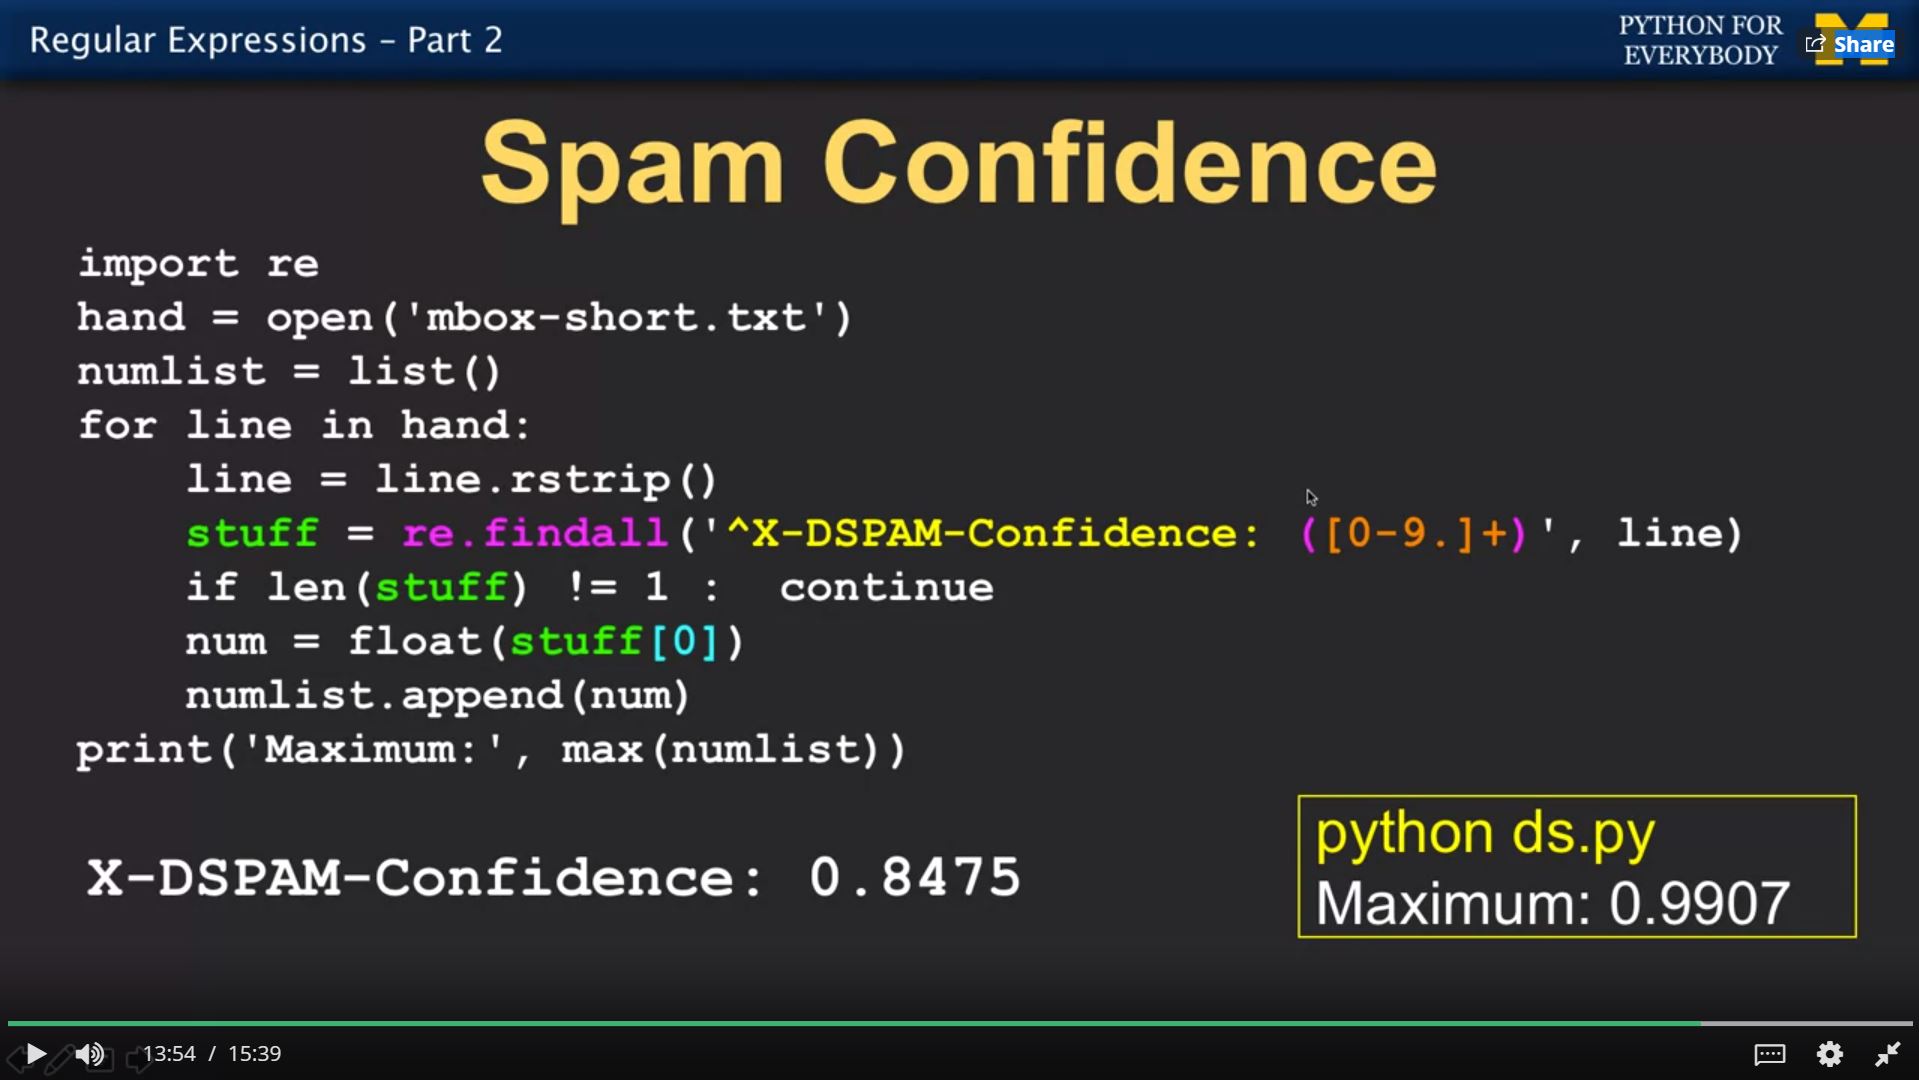 Regular Expressions – Part 2
PYTHON FOR
EVERYBODY
Share
Spam Confidence
import re
hand = open('mbox-short.txt')
numlist = list()
for line in hand:
    line = line.rstrip()
    stuff = re.findall('^X-DSPAM-Confidence: ([0-9.]+)', line)
    if len(stuff) != 1 :  continue
    num = float(stuff[0])
    numlist.append(num)
print('Maximum:', max(numlist))
X-DSPAM-Confidence: 0.8475
python ds.py
Maximum: 0.9907
13:54 / 15:39